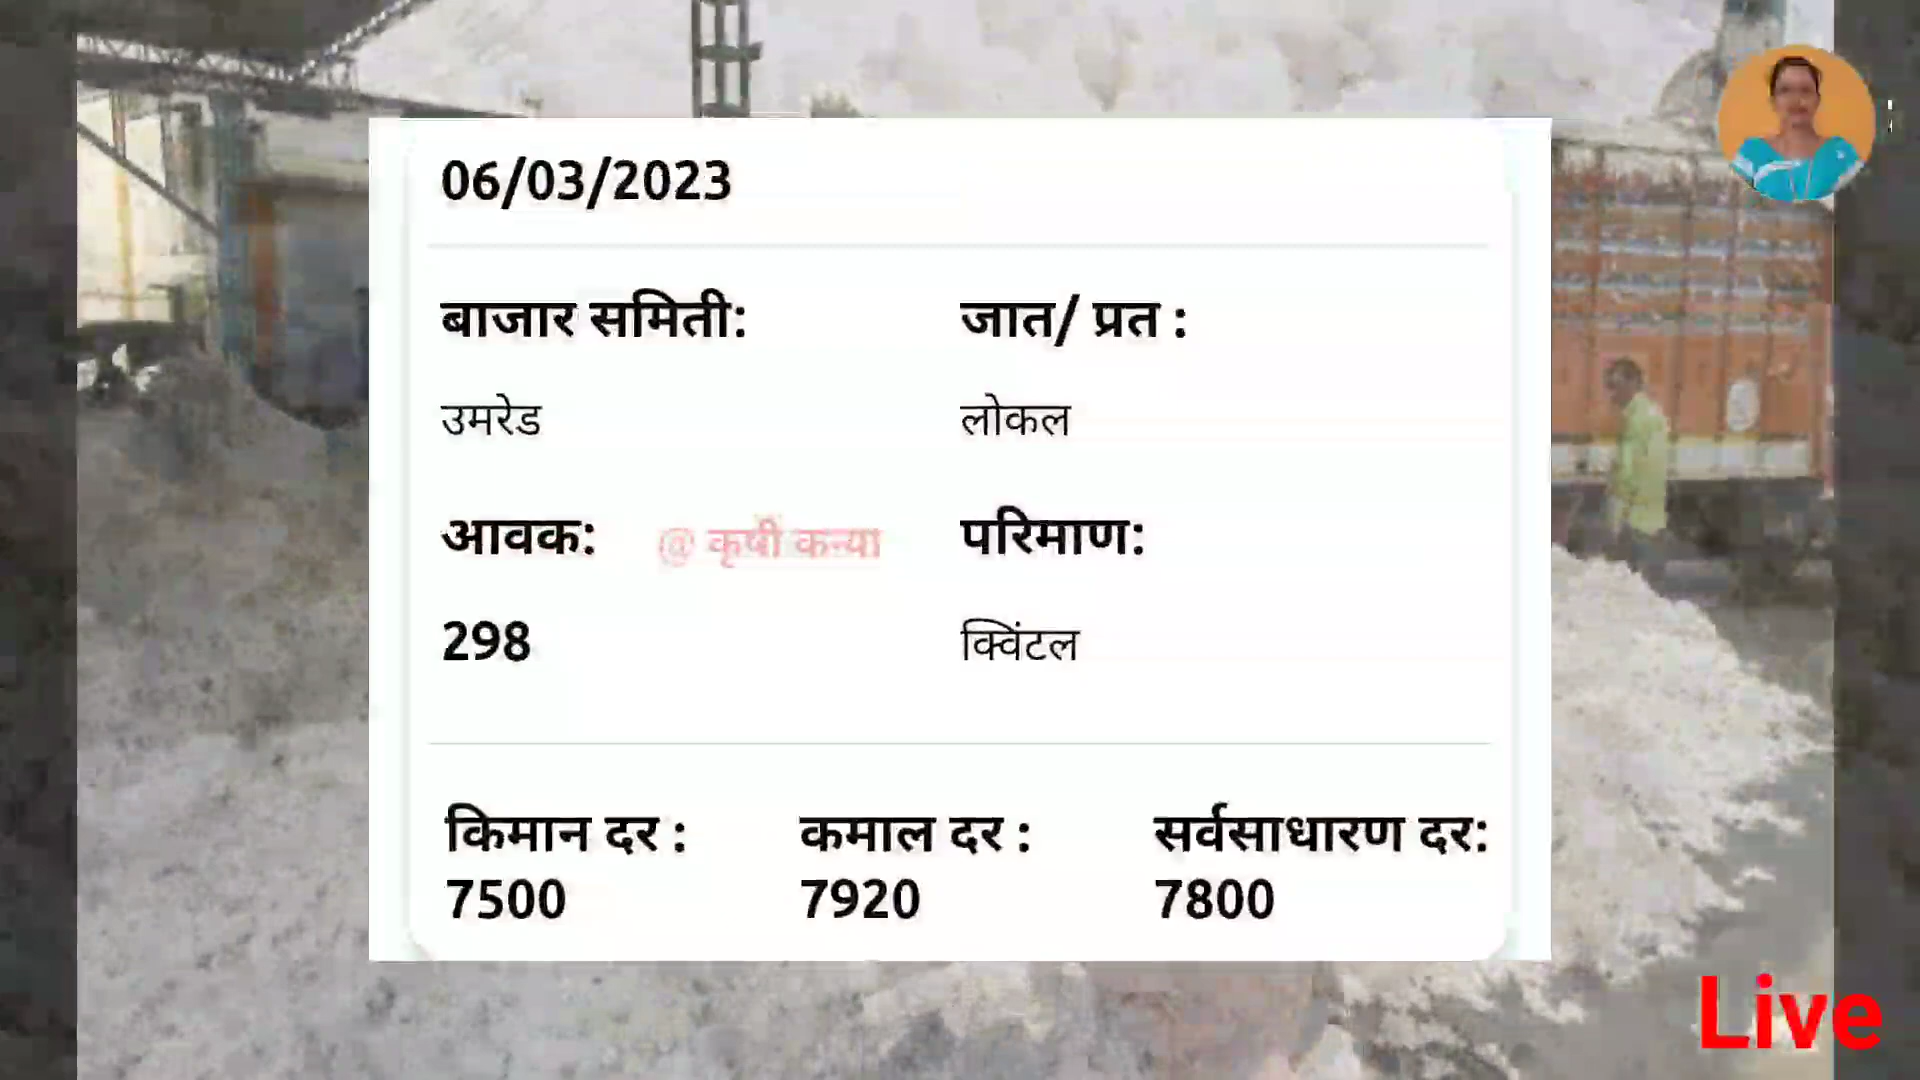 06/03/2023
बाजार समिती: जात/ प्रत :
उमरेड लोकल
आवक: @ कृषी कन्या परिमाण:
298 क्विंटल
किमान दर : कमाल दर : सर्वसाधारण दर:
7500 7920 7800
Live